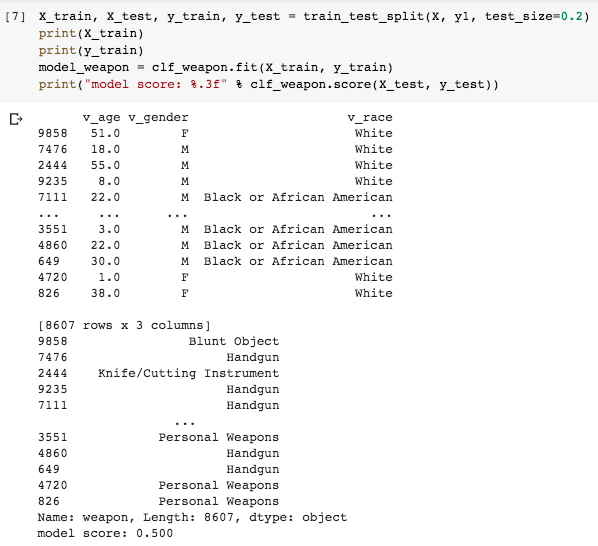 [7] X_train, X_test, y_train, y_test = train_test_split(X, y1, test_size=0.2)
print(X_train)
print(y_train)
model_weapon = clf_weapon.fit(X_train, y_train)
print("model score: %.3f" % clf_weapon.score(X_test, y_test))
v_age v_gender v_race
9858 51.0 F White
7476 18.0 M White
2444 55.0 M White
9235 8.0 M White
7111 22.0 M Black or African American
... ... ... ...
3551 3.0 M Black or African American
4860 22.0 M Black or African American
649 30.0 M Black or African American
4720 1.0 F White
826 38.0 F White
[8607 rows x 3 columns]
9858 Blunt Object
7476 Handgun
2444 Knife/Cutting Instrument
9235 Handgun
7111 Handgun
...
3551 Personal Weapons
4860 Handgun
649 Handgun
4720 Personal Weapons
826 Personal Weapons
Name: weapon, Length: 8607, dtype: object
model score: 0.500